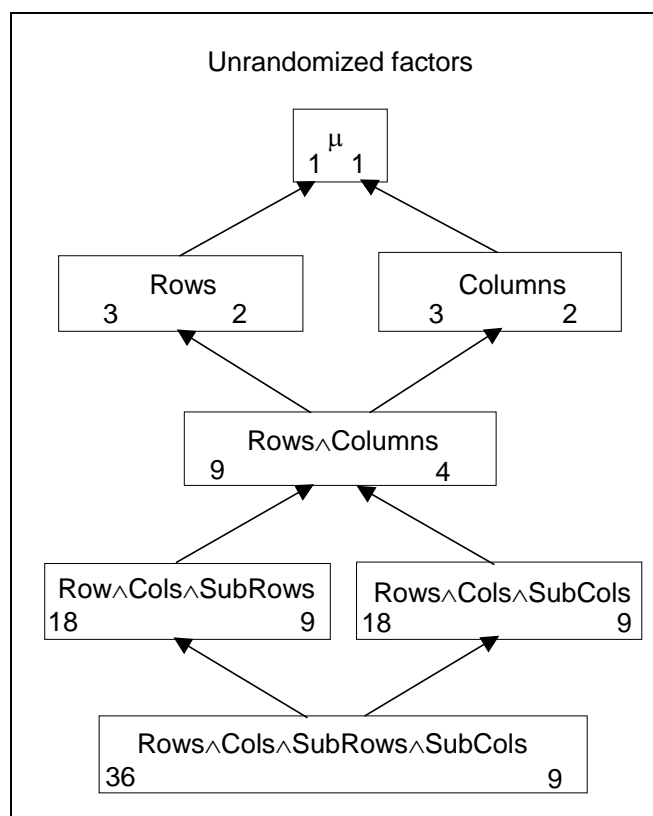 Unrandomized factors
μ
1 1
Rows
3 2
Columns
3 2
Rows∧Columns
9 4
Row∧Cols∧SubRows
18 9
Rows∧Cols∧SubCols
18 9
Rows∧Cols∧SubRows∧SubCols
36 9